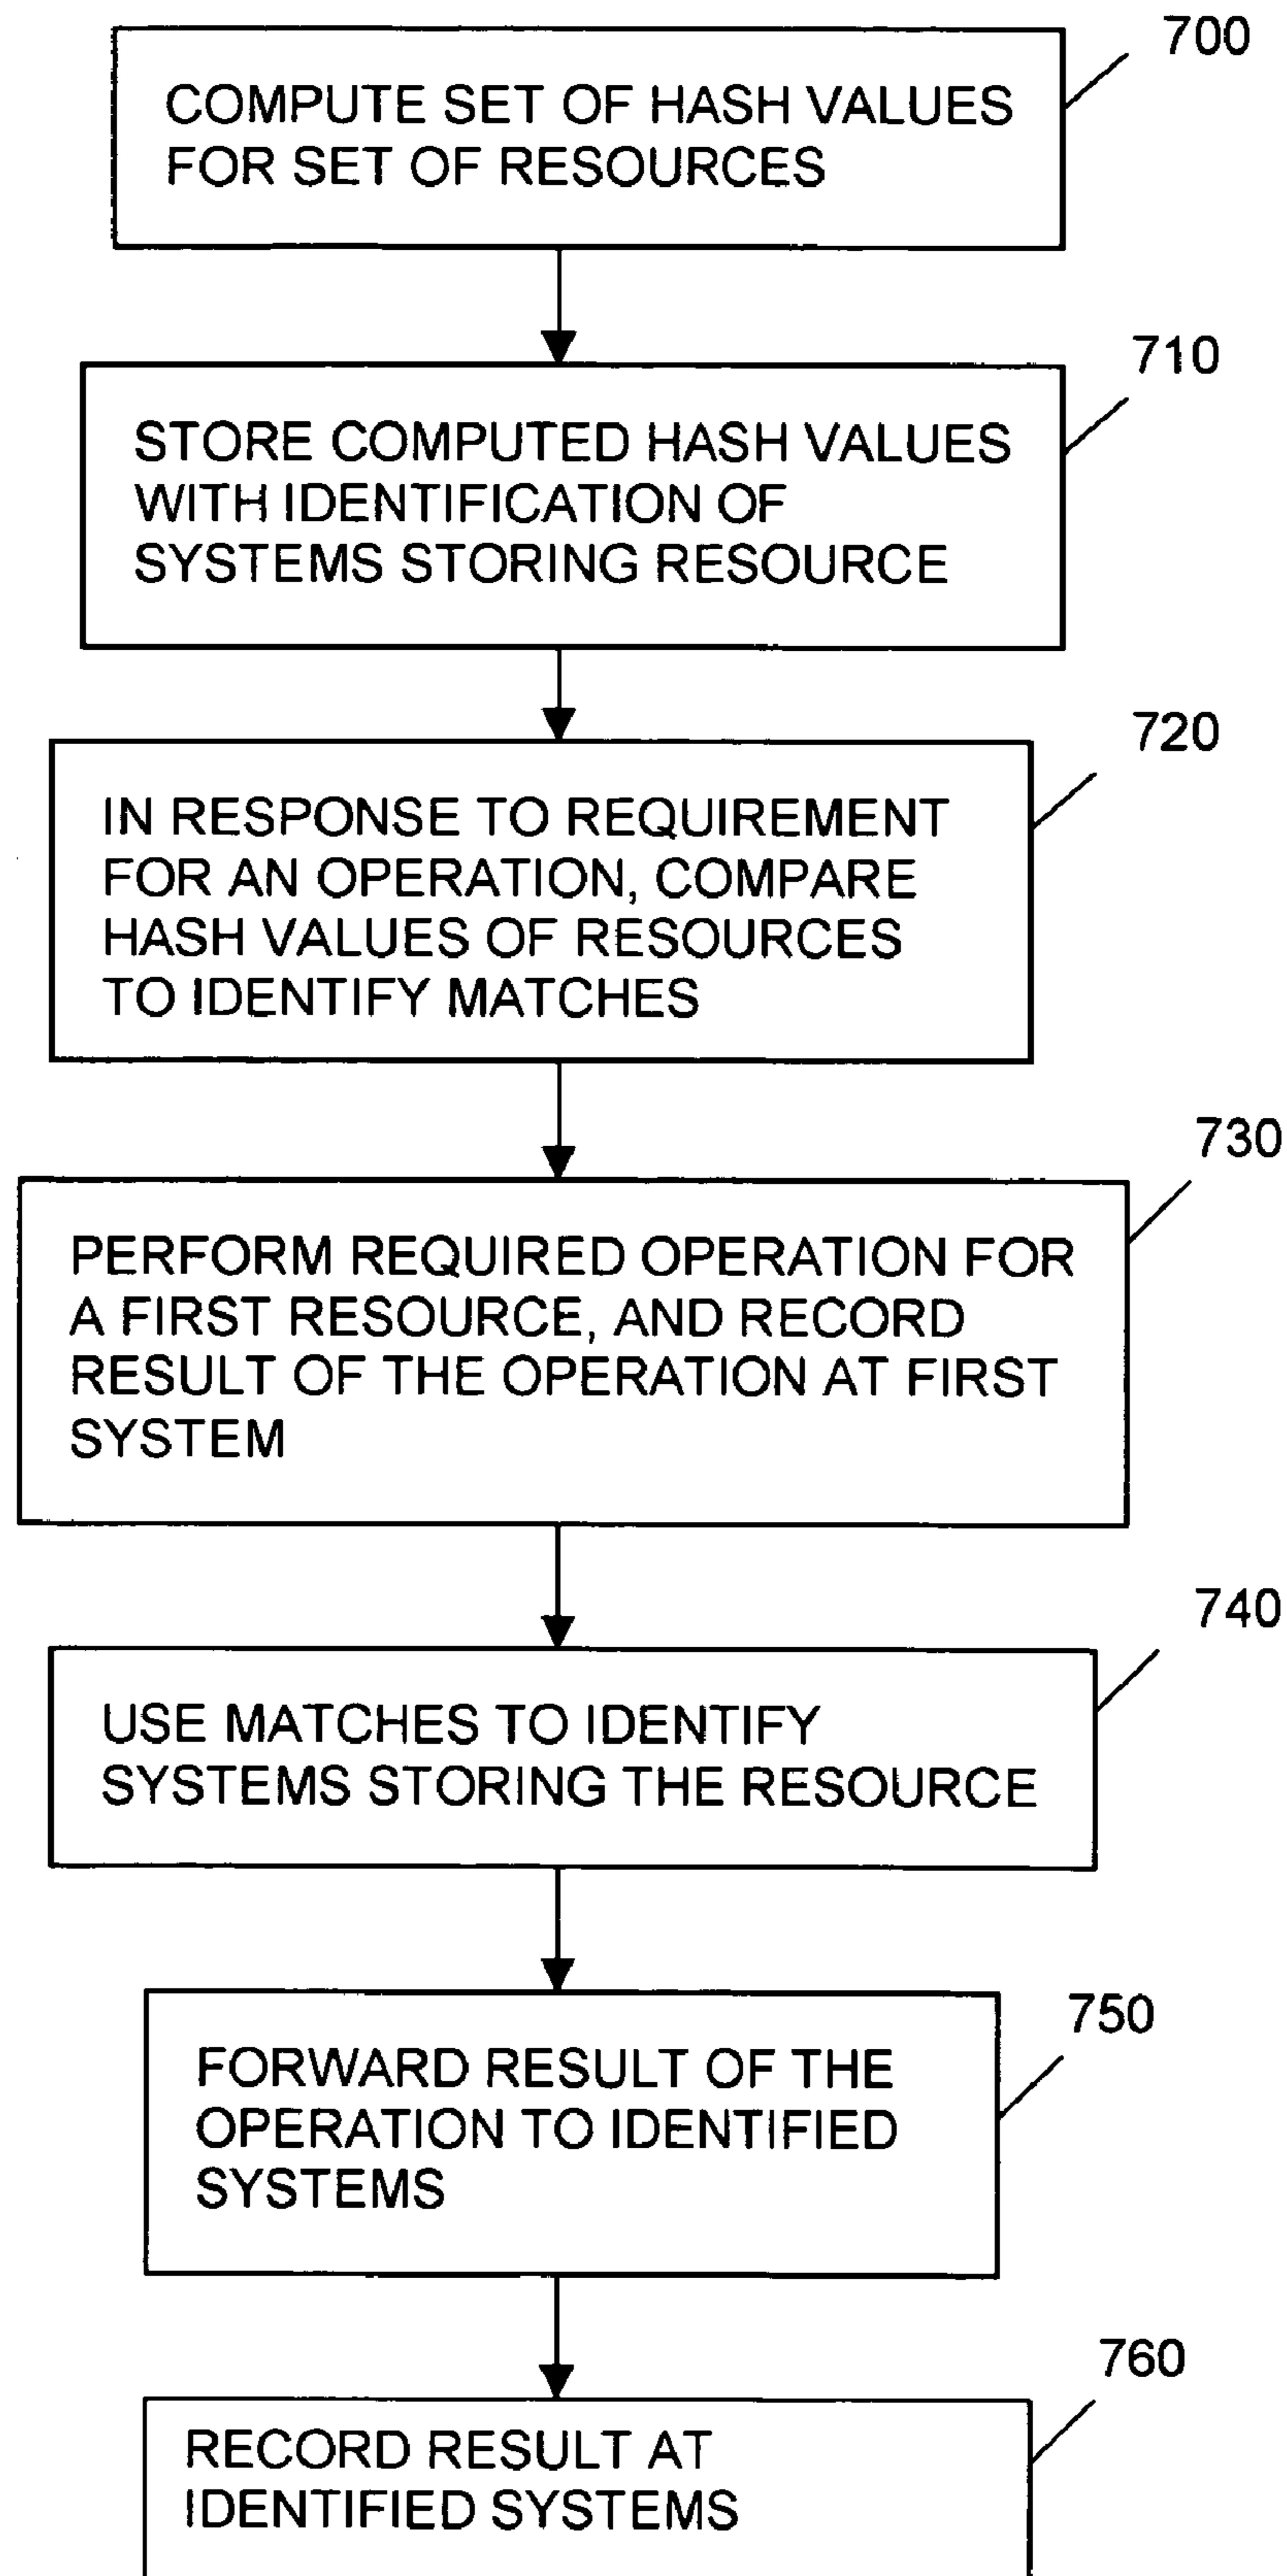 700
COMPUTE SET OF HASH VALUES
FOR SET OF RESOURCES
710
STORE COMPUTED HASH VALUES
WITH IDENTIFICATION OF
SYSTEMS STORING RESOURCE
720
IN RESPONSE TO REQUIREMENT
FOR AN OPERATION, COMPARE
HASH VALUES OF RESOURCES
TO IDENTIFY MATCHES
730
PERFORM REQUIRED OPERATION FOR
A FIRST RESOURCE, AND RECORD
RESULT OF THE OPERATION AT FIRST
SYSTEM
740
USE MATCHES TO IDENTIFY
SYSTEMS STORING THE RESOURCE
750
FORWARD RESULT OF THE
OPERATION TO IDENTIFIED
SYSTEMS
760
RECORD RESULT AT
IDENTIFIED SYSTEMS